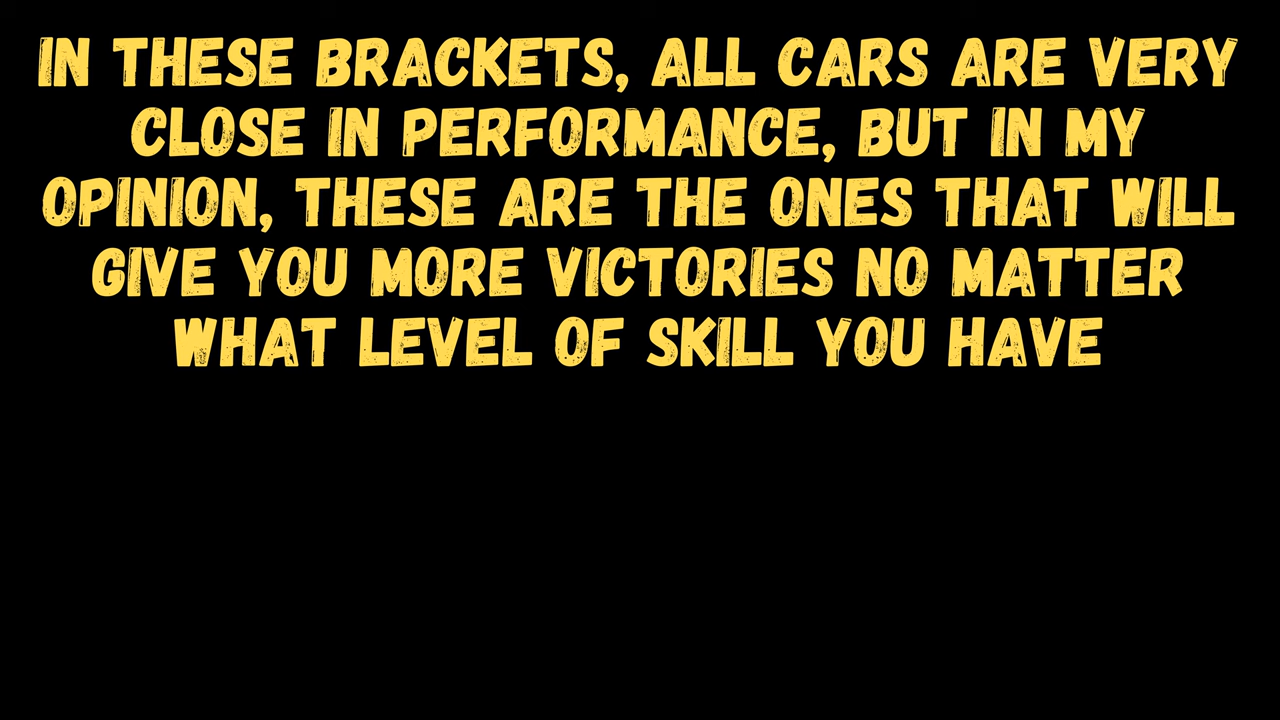 IN THESE BRACKETS, ALL CARS ARE VERY
CLOSE IN PERFORMANCE, BUT IN MY
OPINION, THESE ARE THE ONES THAT WILL
GIVE YOU MORE VICTORIES NO MATTER
WHAT LEVEL OF SKILL YOU HAVE